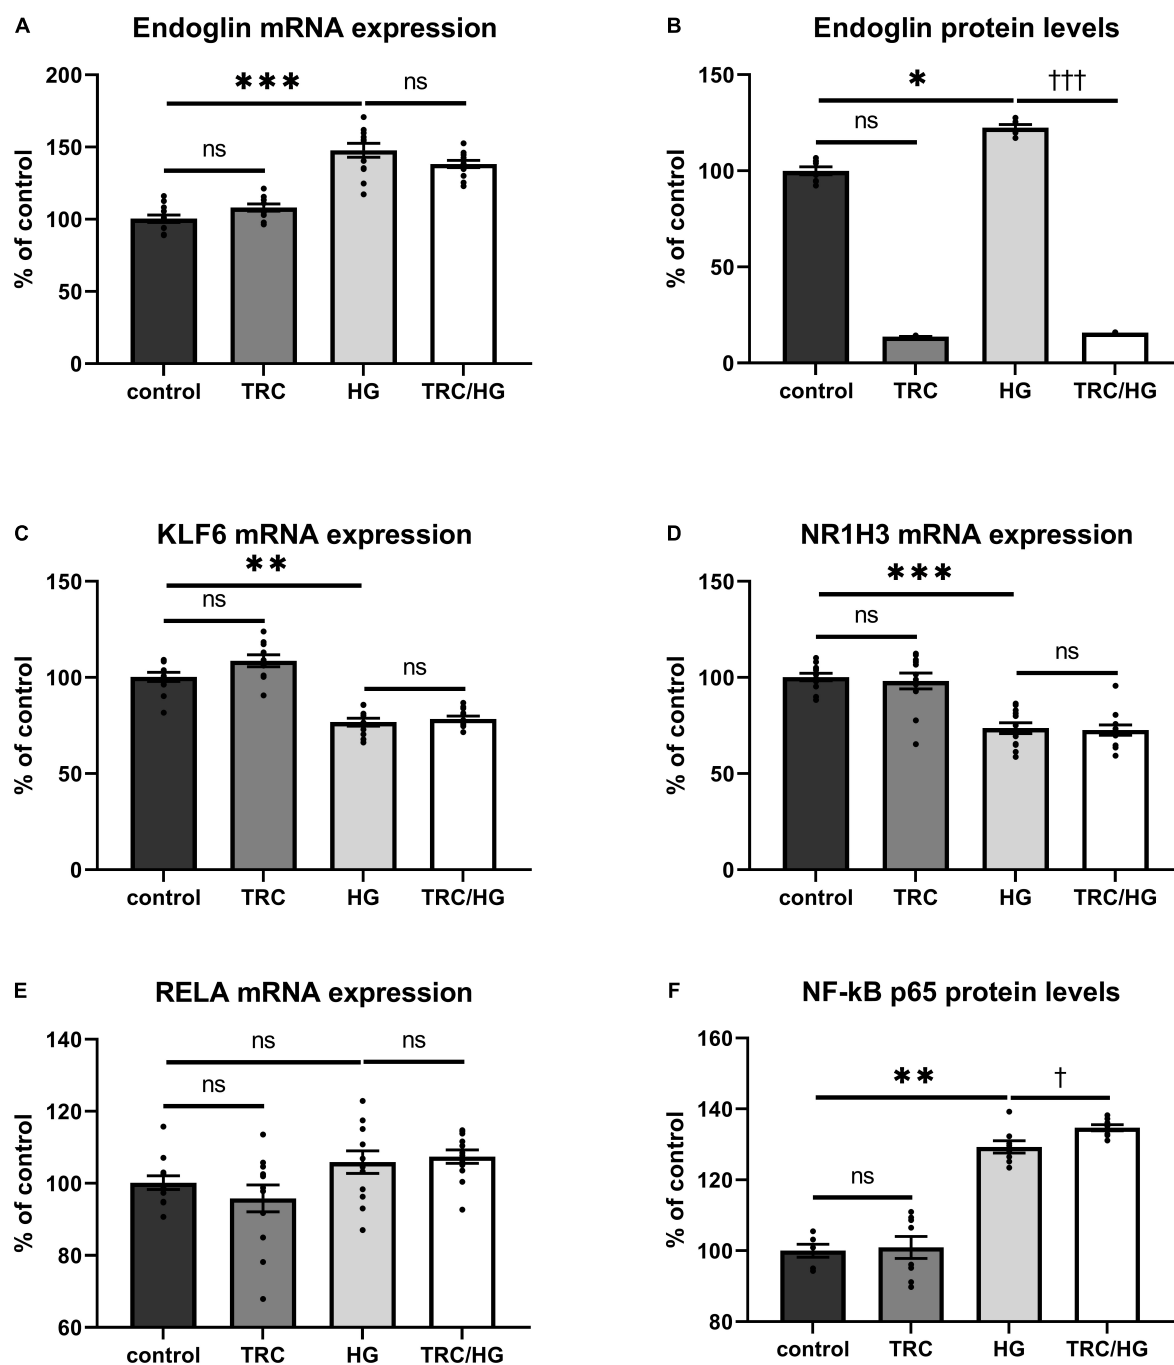 A Endoglin mRNA expression
200
150
100
50
0
% of control
***
ns
ns
control TRC HG TRC/HG
B Endoglin protein levels
150
100
50
0
% of control
*
†††
ns
control TRC HG TRC/HG
C KLF6 mRNA expression
150
100
50
0
% of control
**
ns
ns
control TRC HG TRC/HG
D NR1H3 mRNA expression
150
100
50
0
% of control
***
ns
ns
control TRC HG TRC/HG
E RELA mRNA expression
140
120
100
80
60
% of control
ns
ns
ns
control TRC HG TRC/HG
F NF-kB p65 protein levels
160
140
120
100
80
% of control
**
†
ns
control TRC HG TRC/HG